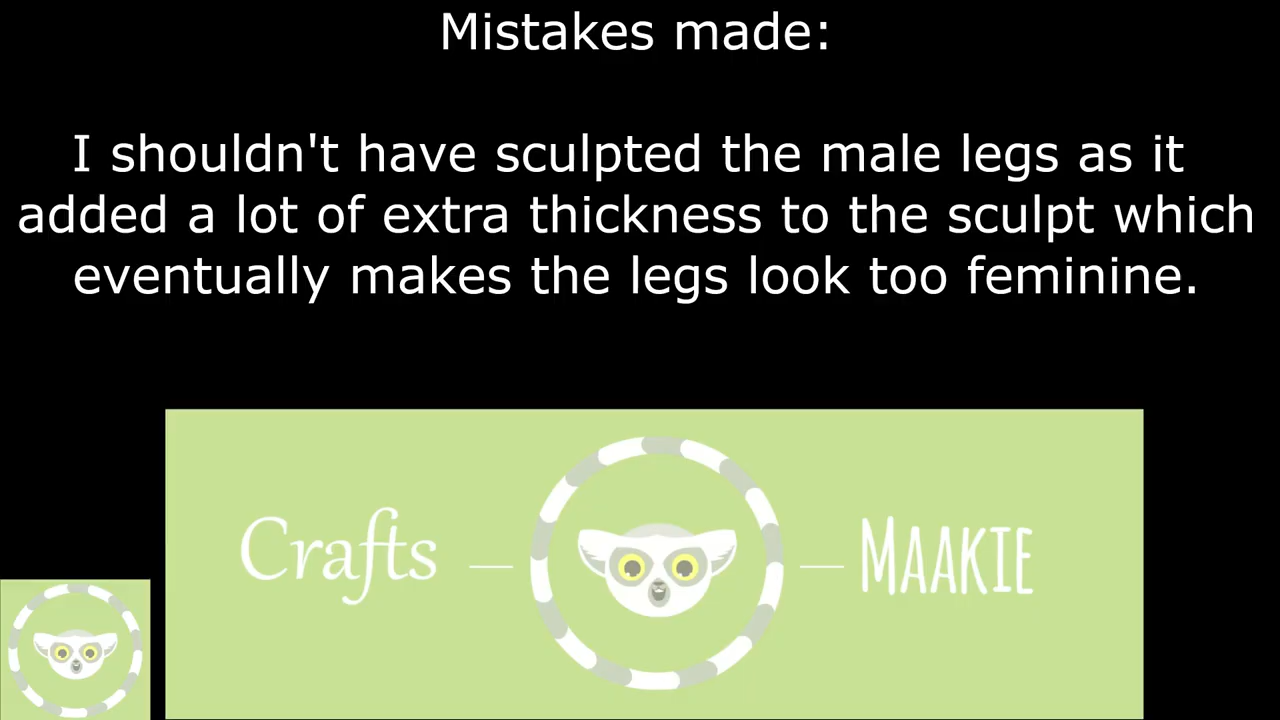 Mistakes made:
I shouldn't have sculpted the male legs as it
added a lot of extra thickness to the sculpt which
eventually makes the legs look too feminine.
Crafts
MAAKIE